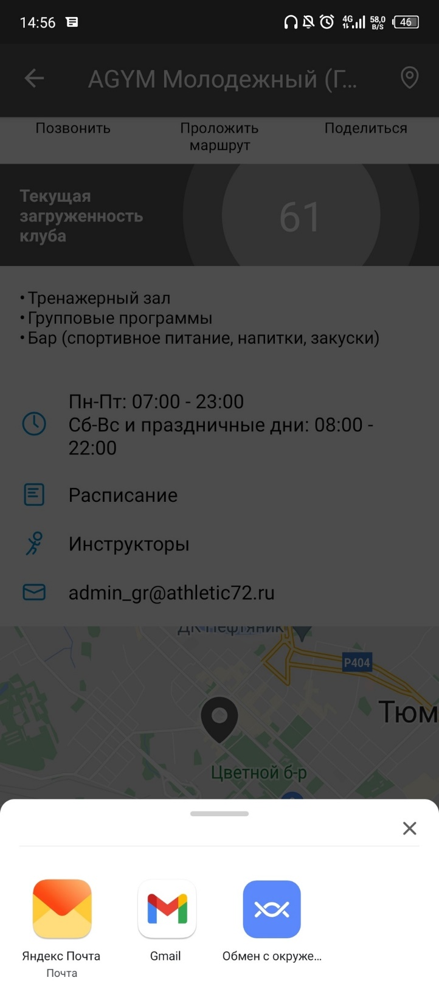 14:56
4G
58,0
B/S
46
AGYM Молодежный (Г...
Позвонить
Проложить
маршрут
Поделиться
Текущая
загруженность
клуба
61
• Тренажерный зал
• Групповые программы
• Бар (спортивное питание, напитки, закуски)
Пн-Пт: 07:00 - 23:00
Сб-Вс и праздничные дни: 08:00 -
22:00
Расписание
Инструкторы
admin_gr@athletic72.ru
ДК Нефтяник
P404
Тюм
Цветной б-р
Яндекс Почта
Почта
Gmail
Обмен с окруже...